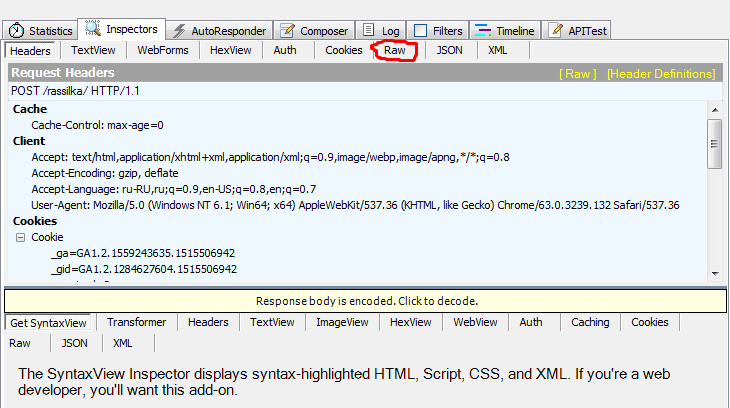 Statistics Inspectors AutoResponder Composer Log Filters Timeline APITest
Headers TextView WebForms HexView Auth Cookies Raw JSON XML
Request Headers [ Raw ] [Header Definitions]
POST /rassilka/ HTTP/1.1
Cache
Cache-Control: max-age=0
Client
Accept: text/html,application/xhtml+xml,application/xml;q=0.9,image/webp,image/apng,*/*;q=0.8
Accept-Encoding: gzip, deflate
Accept-Language: ru-RU,ru;q=0.9,en-US;q=0.8,en;q=0.7
User-Agent: Mozilla/5.0 (Windows NT 6.1; Win64; x64) AppleWebKit/537.36 (KHTML, like Gecko) Chrome/63.0.3239.132 Safari/537.36
Cookies
Cookie
_ga=GA1.2.1559243635.1515506942
_gid=GA1.2.1284627604.1515506942
Response body is encoded. Click to decode.
Get SyntaxView Transformer Headers TextView ImageView HexView WebView Auth Caching Cookies
Raw JSON XML
The SyntaxView Inspector displays syntax-highlighted HTML, Script, CSS, and XML. If you're a web
developer, you'll want this add-on.